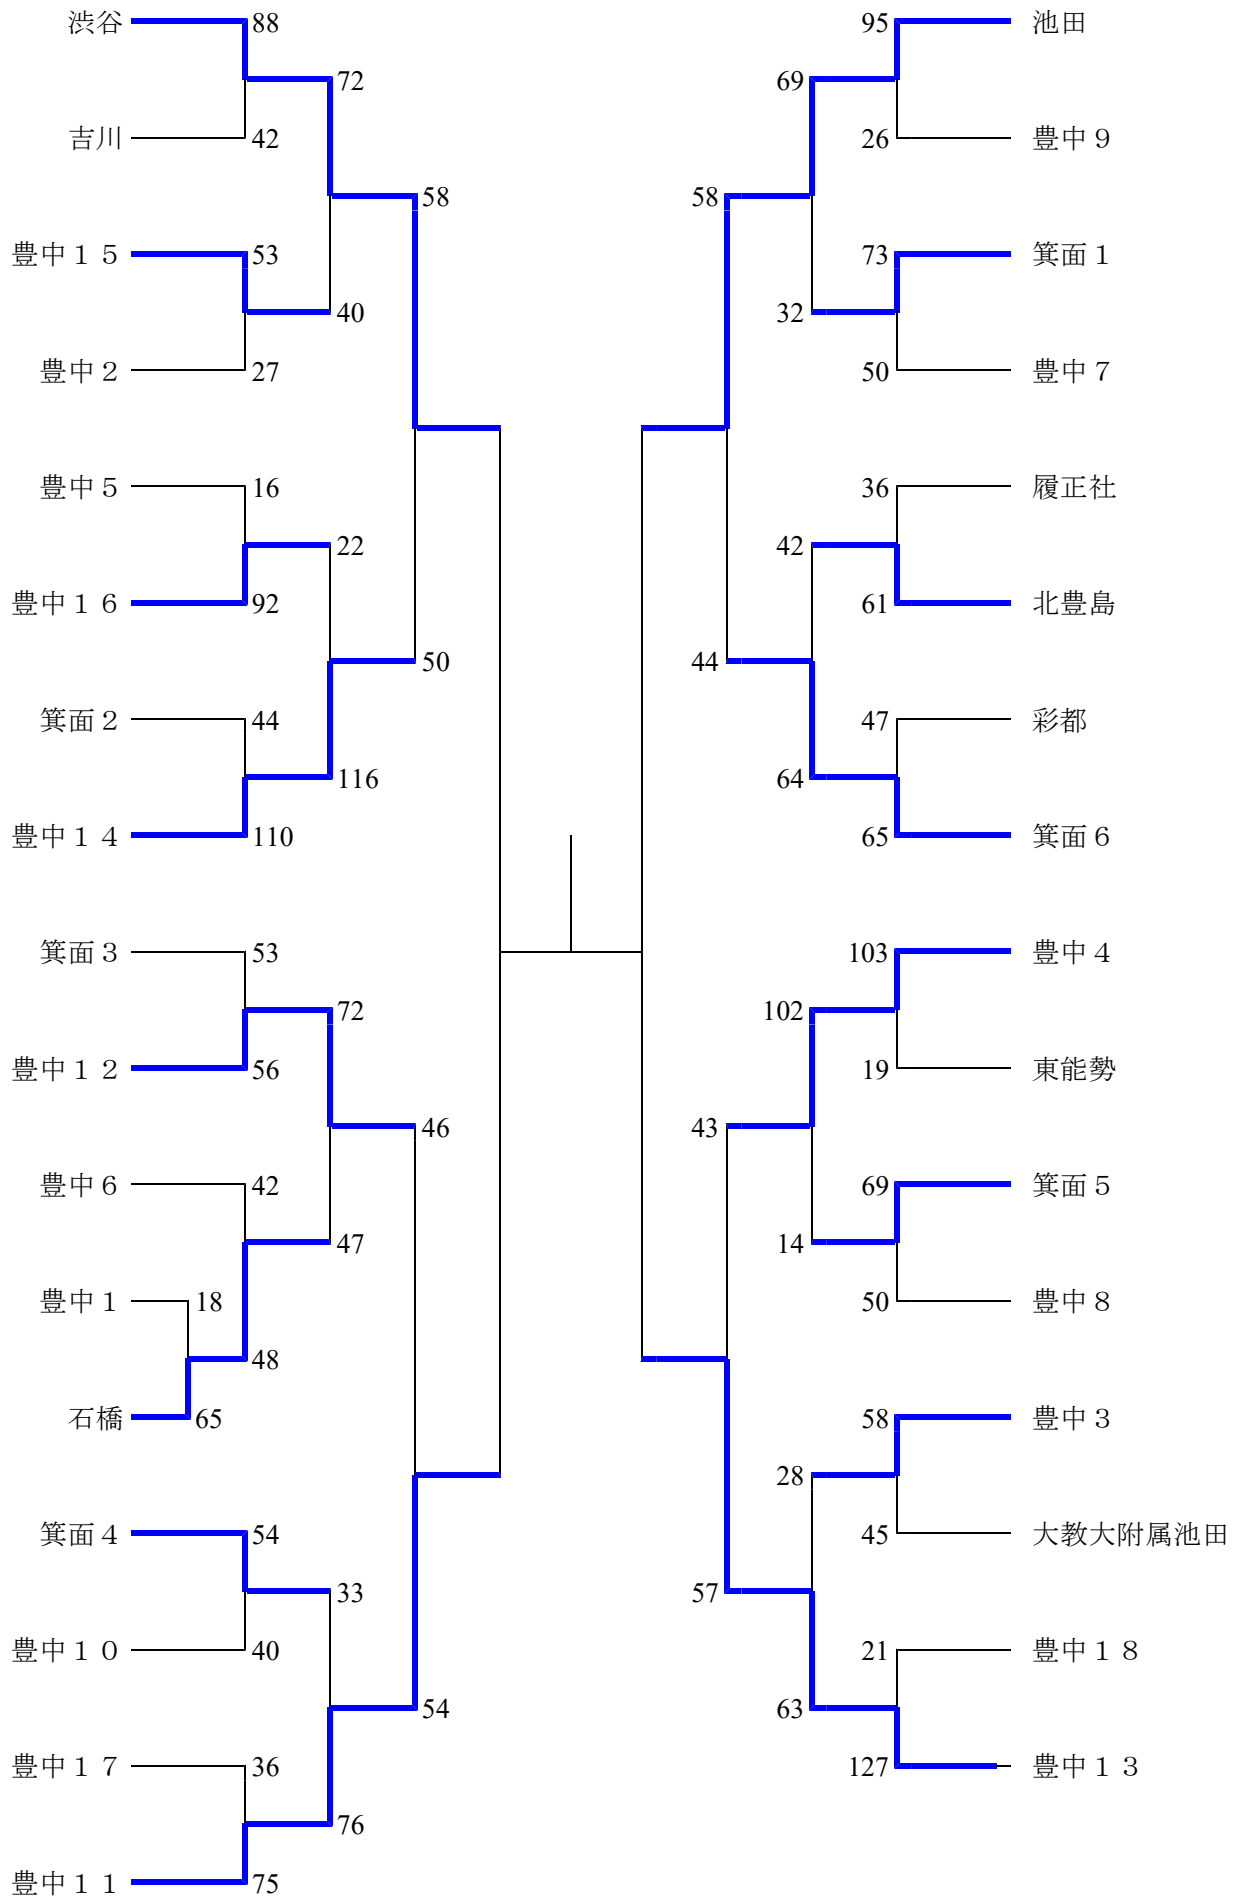 渋谷 88
72
吉川 42
58
豊中１５ 53
40
豊中２ 27
豊中５ 16
22
豊中１６ 92
50
箕面２ 44
116
豊中１４ 110
箕面３ 53
72
豊中１２ 56
46
豊中６ 42
47
豊中１ 18
48
石橋 65
箕面４ 54
33
豊中１０ 40
54
豊中１７ 36
76
豊中１１ 75
95 池田
69
26 豊中９
58
73 箕面１
32
50 豊中７
36 履正社
42
61 北豊島
44
47 彩都
64
65 箕面６
103 豊中４
102
19 東能勢
43
69 箕面５
14
50 豊中８
58 豊中３
28
45 大教大附属池田
57
21 豊中１８
63
127 豊中１３